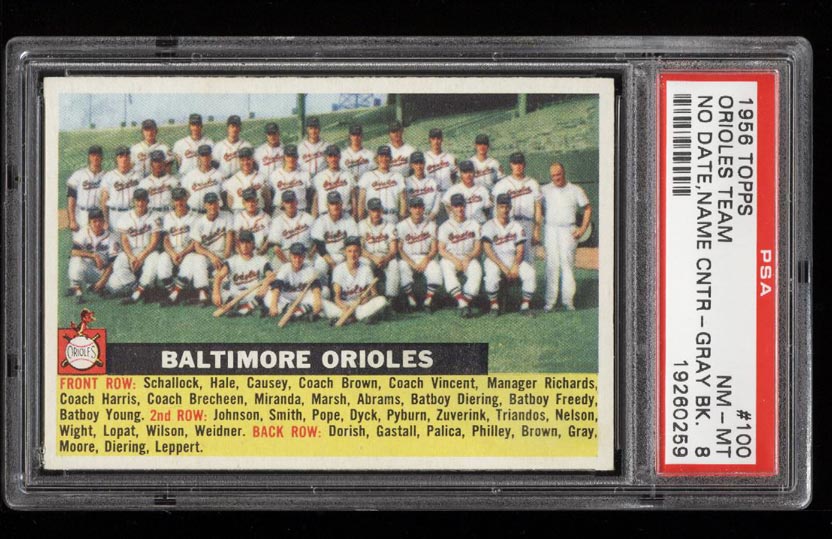 ORIOLES
BALTIMORE ORIOLES
FRONT ROW: Schallock, Hale, Causey, Coach Brown, Coach Vincent, Manager Richards,
Coach Harris, Coach Brecheen, Miranda, Marsh, Abrams, Batboy Diering, Batboy Freedy,
Batboy Young. 2nd ROW: Johnson, Smith, Pope, Dyck, Pyburn, Zuverink, Triandos, Nelson,
Wight, Lopat, Wilson, Weidner. BACK ROW: Dorish, Gastall, Palica, Philley, Brown, Gray,
Moore, Diering, Leppert.
PSA
1956 TOPPS #100
ORIOLES TEAM NM-MT
NO DATE,NAME CNTR-GRAY BK. 8
19260259